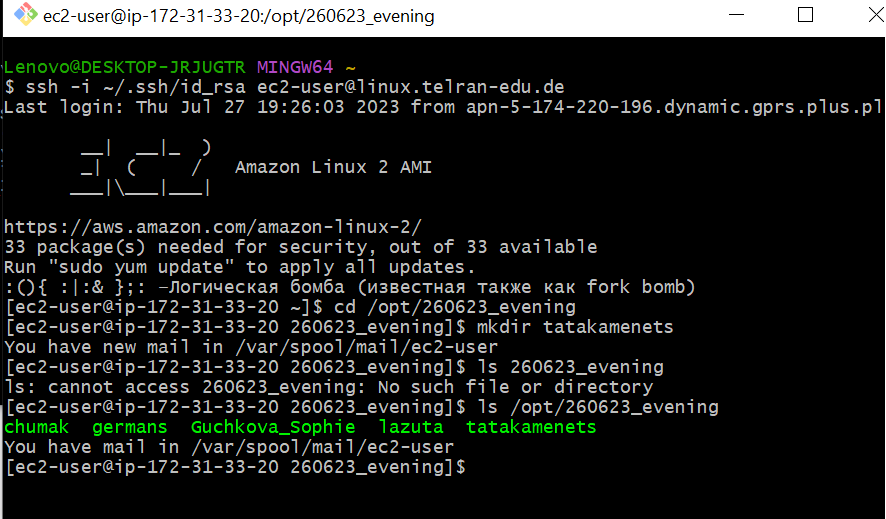 ec2-user@ip-172-31-33-20:/opt/260623_evening
Lenovo@DESKTOP-JRJUGTR MINGW64 ~
$ ssh -i ~/.ssh/id_rsa ec2-user@linux.telran-edu.de
Last login: Thu Jul 27 19:26:03 2023 from apn-5-174-220-196.dynamic.gprs.plus.pl
       __|  __|_  )
       _|  (     /   Amazon Linux 2 AMI
      ___|\___|___|
https://aws.amazon.com/amazon-linux-2/
33 package(s) needed for security, out of 33 available
Run "sudo yum update" to apply all updates.
:(){ :|:& };: –Логическая бомба (известная также как fork bomb)
[ec2-user@ip-172-31-33-20 ~]$ cd /opt/260623_evening
[ec2-user@ip-172-31-33-20 260623_evening]$ mkdir tatakamenets
You have new mail in /var/spool/mail/ec2-user
[ec2-user@ip-172-31-33-20 260623_evening]$ ls 260623_evening
ls: cannot access 260623_evening: No such file or directory
[ec2-user@ip-172-31-33-20 260623_evening]$ ls /opt/260623_evening
chumak  germans  Guchkova_Sophie  lazuta  tatakamenets
You have mail in /var/spool/mail/ec2-user
[ec2-user@ip-172-31-33-20 260623_evening]$